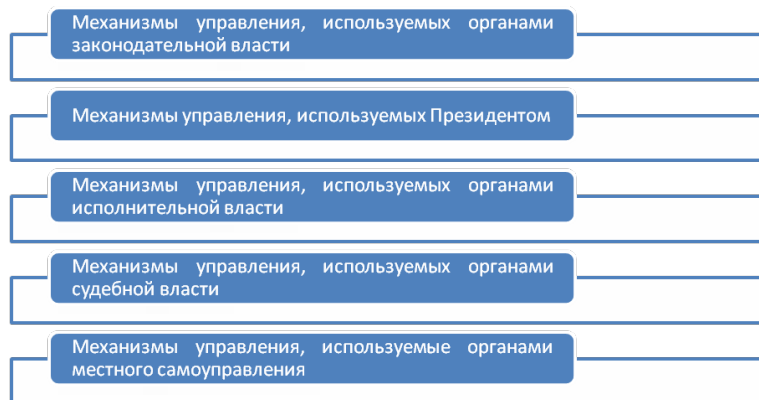 Механизмы управления, используемых органами
законодательной власти
Механизмы управления, используемых Президентом
Механизмы управления, используемых органами
исполнительной власти
Механизмы управления, используемых органами
судебной власти
Механизмы управления, используемые органами
местного самоуправления